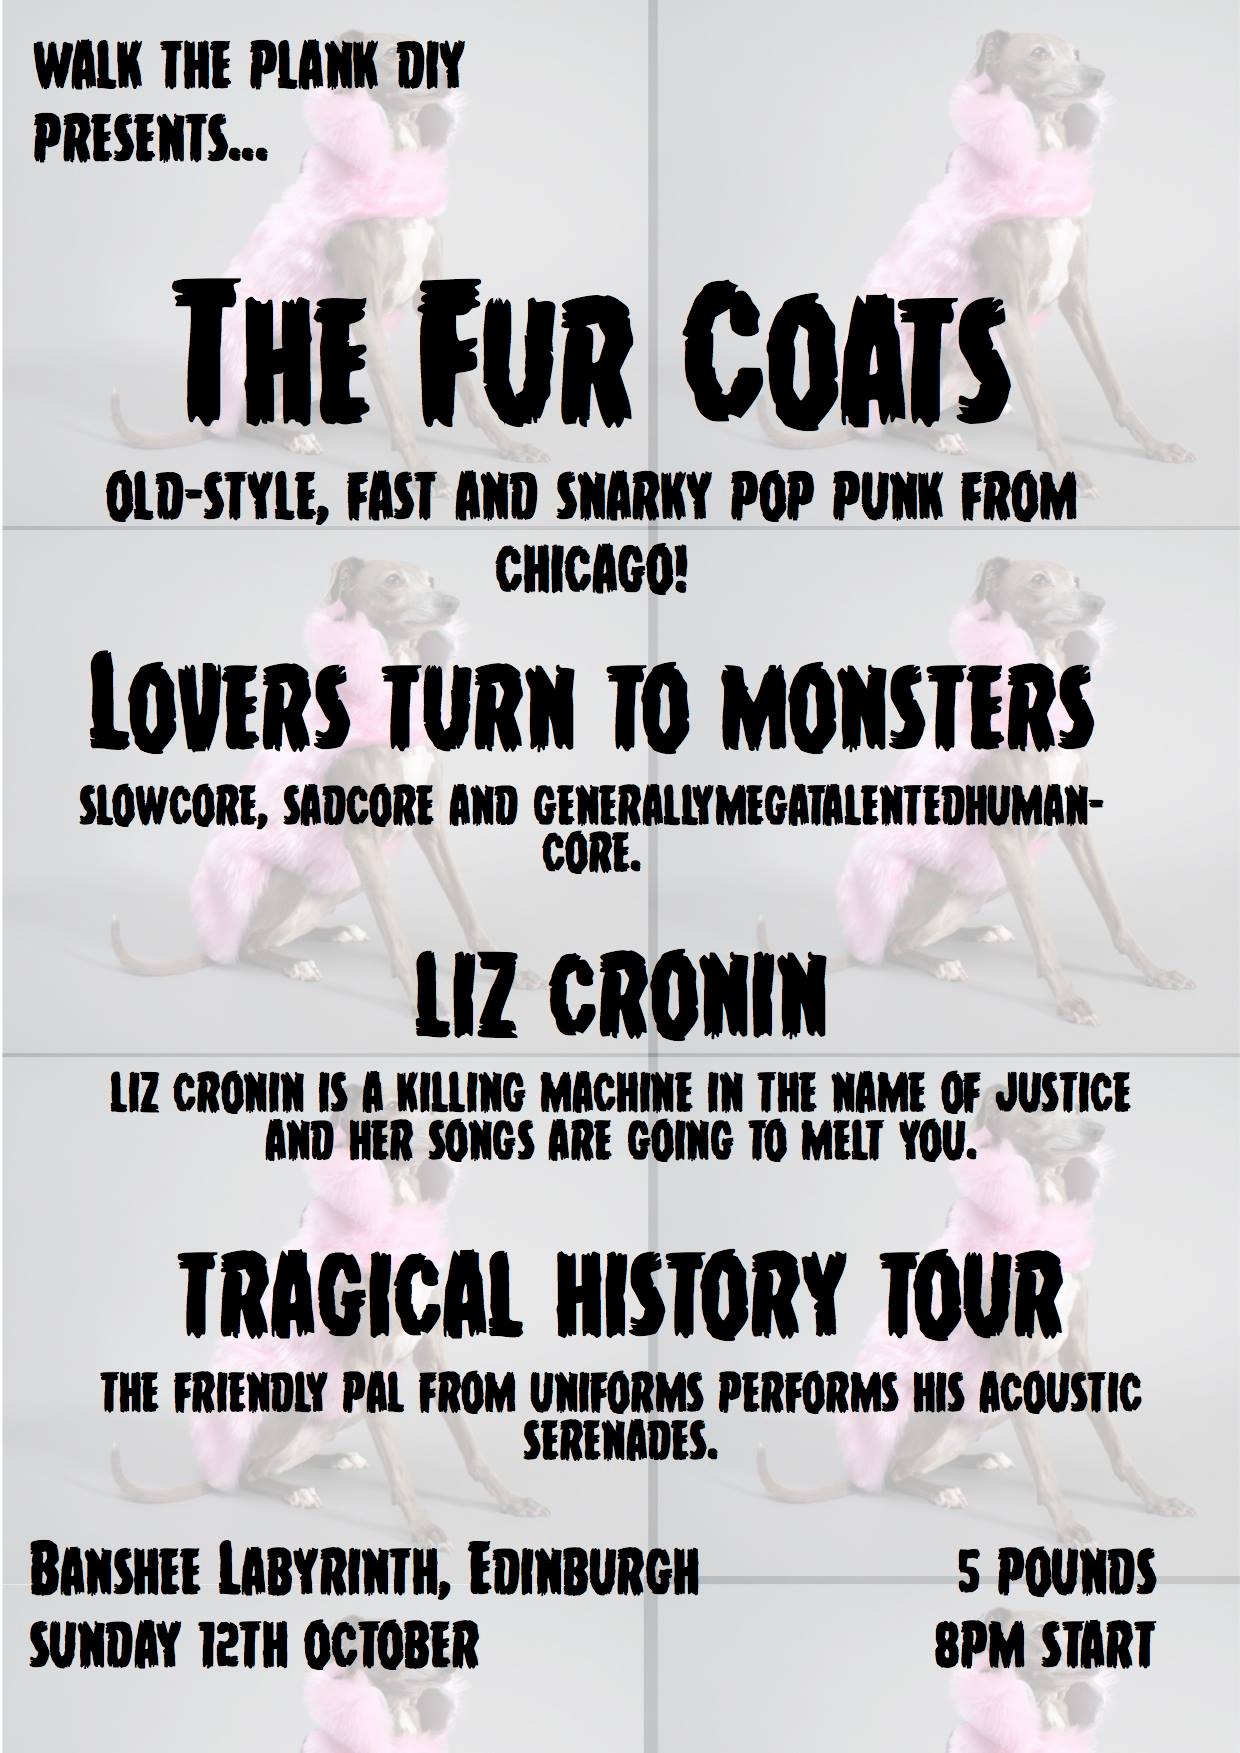 WALK THE PLANK DIY
PRESENTS...
THE FUR COATS
OLD-STYLE, FAST AND SNARKY POP PUNK FROM
CHICAGO!
LOVERS TURN TO MONSTERS
SLOWCORE, SADCORE AND GENERALLYMEGATALENTEDHUMAN-
CORE.
LIZ CRONIN
LIZ CRONIN IS A KILLING MACHINE IN THE NAME OF JUSTICE
AND HER SONGS ARE GOING TO MELT YOU.
TRAGICAL HISTORY TOUR
THE FRIENDLY PAL FROM UNIFORMS PERFORMS HIS ACOUSTIC
SERENADES.
BANSHEE LABYRINTH, EDINBURGH
SUNDAY 12TH OCTOBER
5 POUNDS
8PM START